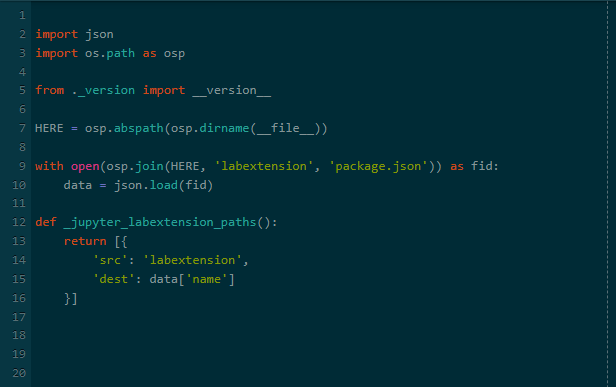 1
2 import json
3 import os.path as osp
4
5 from ._version import __version__
6
7 HERE = osp.abspath(osp.dirname(__file__))
8
9 with open(osp.join(HERE, 'labextension', 'package.json')) as fid:
10     data = json.load(fid)
11
12 def _jupyter_labextension_paths():
13     return [{
14         'src': 'labextension',
15         'dest': data['name']
16     }]
17
18
19
20